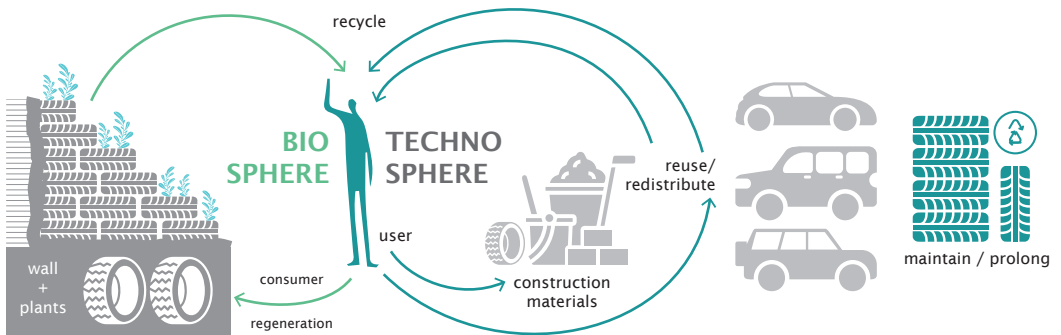 recycle
BIO
SPHERE
TECHNO
SPHERE
reuse/
redistribute
user
wall
+
plants
consumer
regeneration
construction
materials
maintain / prolong